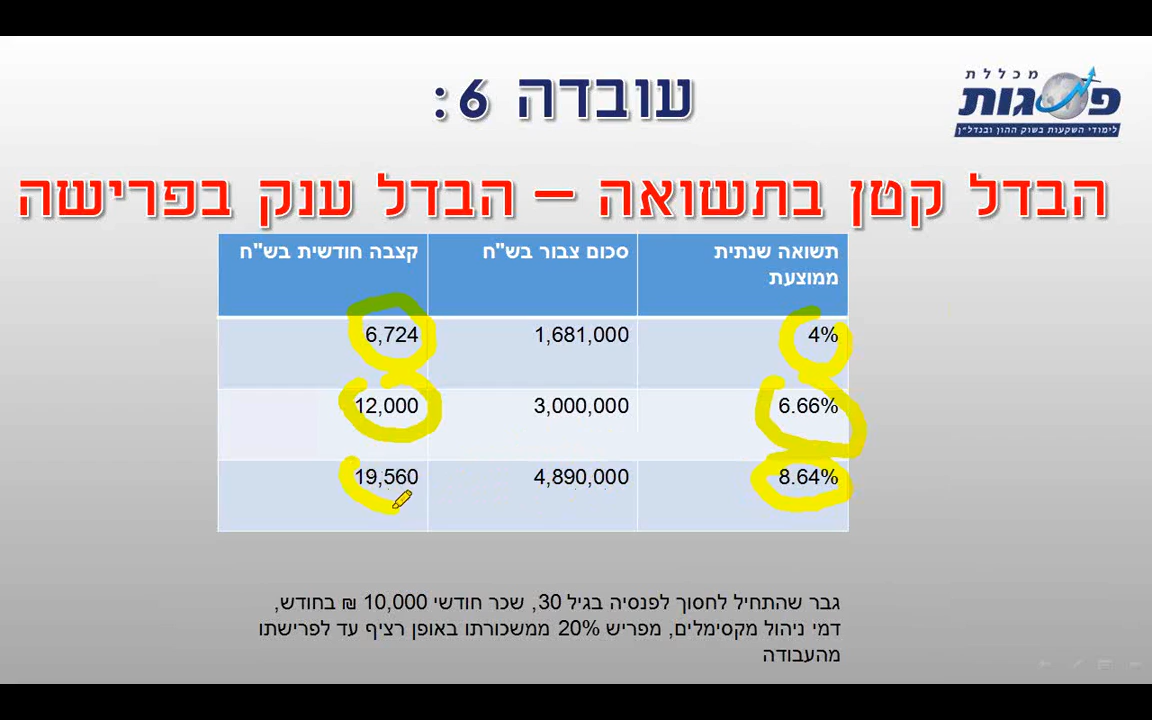 מכללת
פסגות
לימודי השקעות בשוק ההון ובנדל"ן
עובדה 6:
הבדל קטן בתשואה – הבדל ענק בפרישה
תשואה שנתית ממוצעת סכום צבור בש"ח קצבה חודשית בש"ח
4% 1,681,000 6,724
6.66% 3,000,000 12,000
8.64% 4,890,000 19,560
גבר שהתחיל לחסוך לפנסיה בגיל 30, שכר חודשי 10,000 ₪ בחודש,
דמי ניהול מקסימלים, מפריש 20% ממשכורתו באופן רציף עד לפרישתו
מהעבודה